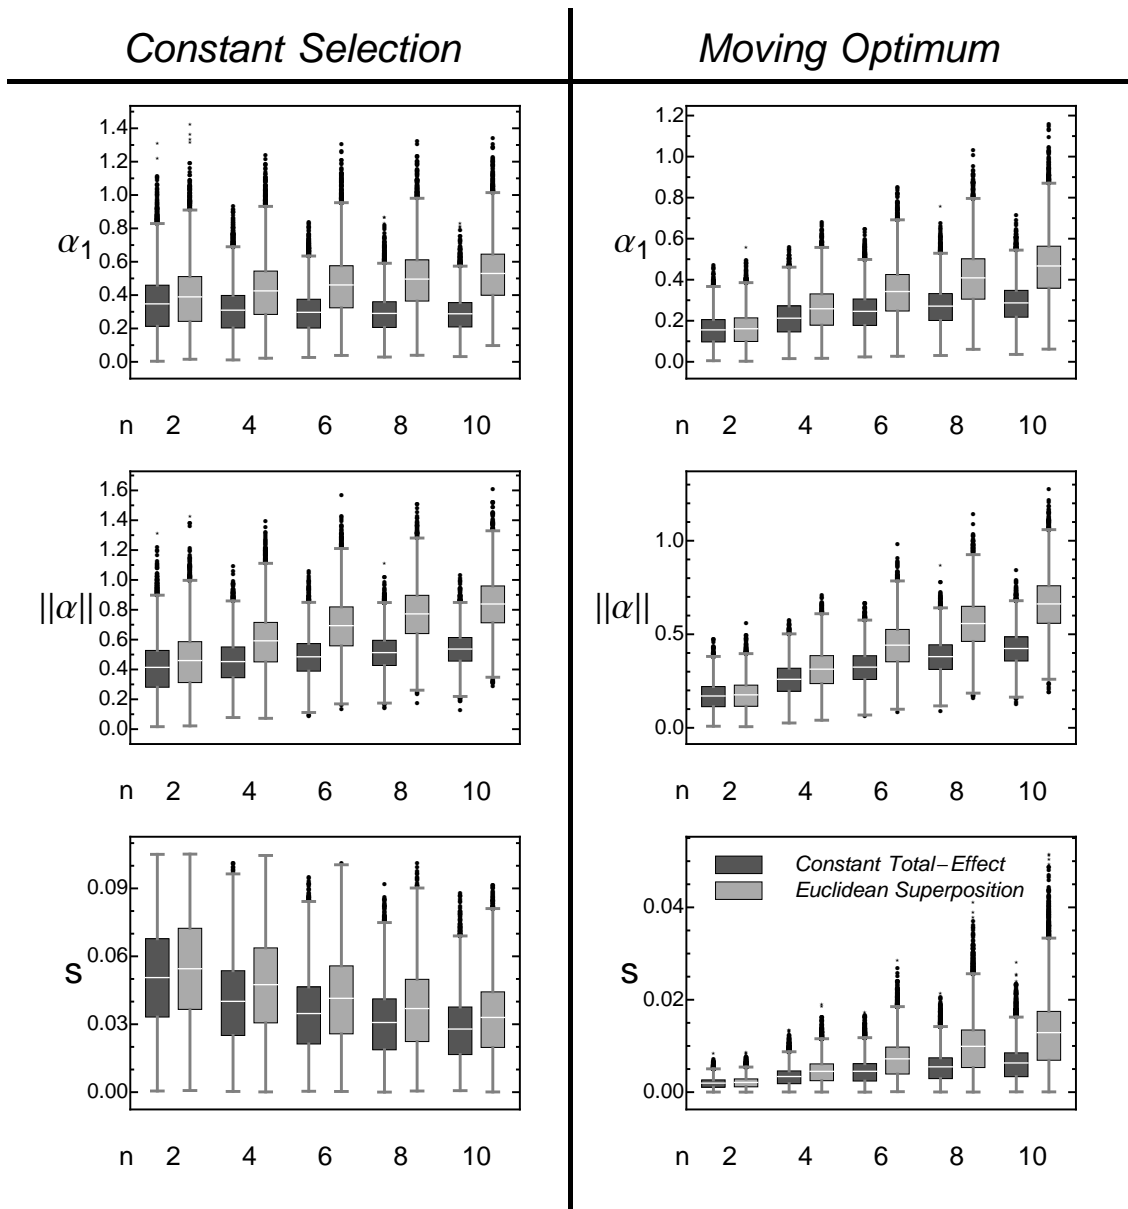 Constant Selection
Moving Optimum
1.4
1.2
1.0
0.8
α1
0.6
0.4
0.2
0.0
n 2 4 6 8 10
1.2
1.0
0.8
α1
0.6
0.4
0.2
0.0
n 2 4 6 8 10
1.6
1.4
1.2
1.0
||α||
0.8
0.6
0.4
0.2
0.0
n 2 4 6 8 10
1.0
||α||
0.5
0.0
n 2 4 6 8 10
0.09
0.06
s
0.03
0.00
n 2 4 6 8 10
Constant Total-Effect
Euclidean Superposition
0.04
s
0.02
0.00
n 2 4 6 8 10